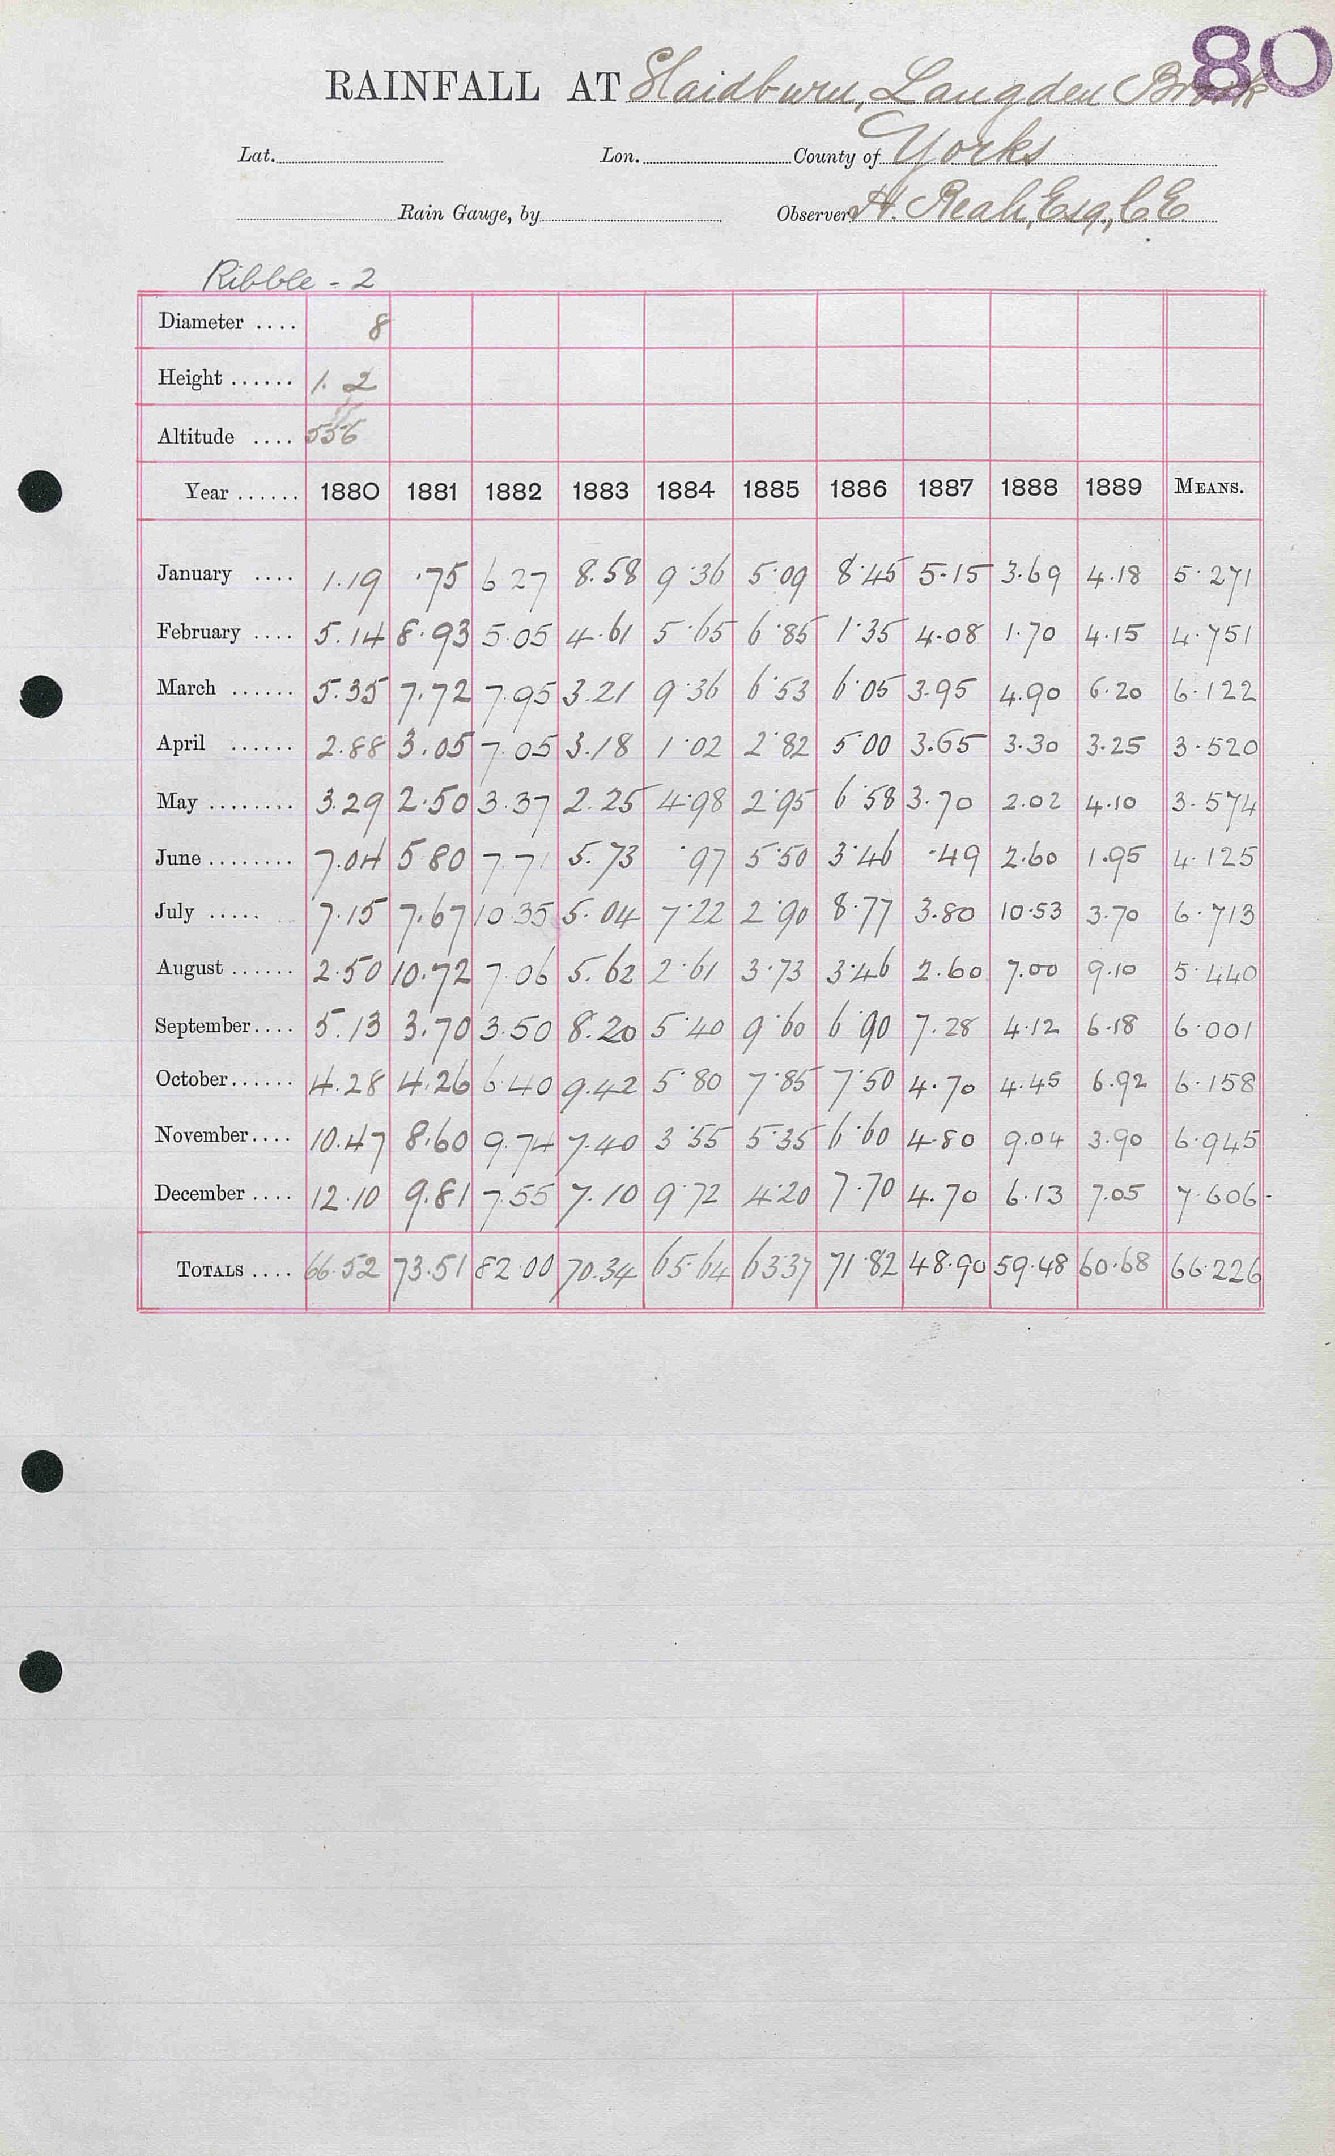 80
RAINFALL AT Slaidburn, Langden Brook
Lat. Lon. County of Yorks
Rain Gauge, by Observer H. Reah, Esq., C.E.
Ribble - 2
Diameter .... 8
Height ...... 1. 2
Altitude .... 556
Year ...... 1880 1881 1882 1883 1884 1885 1886 1887 1888 1889 MEANS.
January .... 1.19 .75 6 27 8.58 9.36 5.09 8.45 5.15 3.69 4.18 5.271
February .... 5.14 8.93 5.05 4.61 5.65 6.85 1.35 4.08 1.70 4.15 4.751
March ...... 5.35 7.72 7.95 3.21 9.36 6.53 6.05 3.95 4.90 6.20 6.122
April ...... 2.88 3.05 7.05 3.18 1.02 2.82 5.00 3.65 3.30 3.25 3.520
May ........ 3.29 2.50 3.37 2.25 4.98 2.95 6.58 3.70 2.02 4.10 3.574
June ........ 7.04 5.80 7.71 5.73 .97 5.50 3.46 .49 2.60 1.95 4.125
July ..... 7.15 7.67 10.35 5.04 7.22 2.90 8.77 3.80 10.53 3.70 6.713
August ...... 2.50 10.72 7.06 5.62 2.61 3.73 3.46 2.60 7.00 9.10 5.440
September .... 5.13 3.70 3.50 8.20 5.40 9.60 6.90 7.28 4.12 6.18 6.001
October ...... 4.28 4.26 6.40 9.42 5.80 7.85 7.50 4.70 4.45 6.92 6.158
November .... 10.47 8.60 9.74 7.40 3.55 5.35 6.60 4.80 9.04 3.90 6.945
December .... 12.10 9.81 7.55 7.10 9.72 4.20 7.70 4.70 6.13 7.05 7.606
TOTALS .... 66.52 73.51 82.00 70.34 65.64 63.37 71.82 48.90 59.48 60.68 66.226